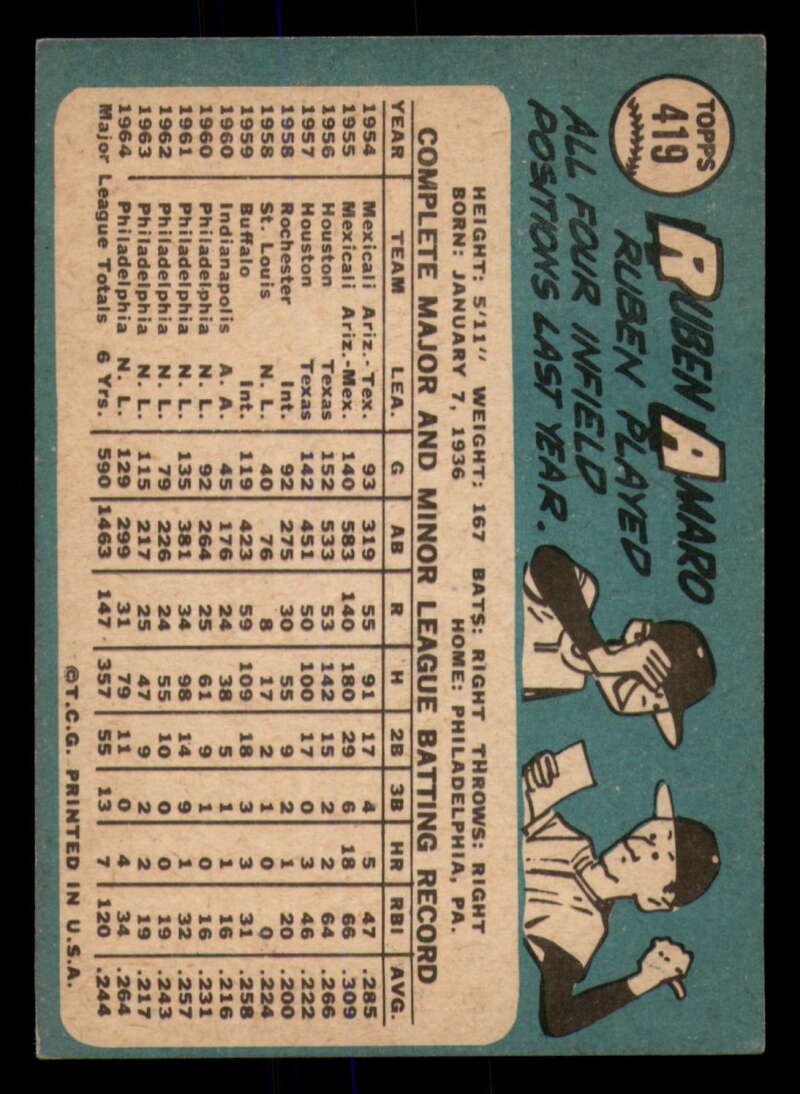 TOPPS
419
RUBEN AMARO
RUBEN PLAYED
ALL FOUR INFIELD
POSITIONS LAST YEAR.
HEIGHT: 5'11" WEIGHT: 167 BATS: RIGHT THROWS: RIGHT
BORN: JANUARY 7, 1936 HOME: PHILADELPHIA, PA.
COMPLETE MAJOR AND MINOR LEAGUE BATTING RECORD
YEAR TEAM LEA. G AB R H 2B 3B HR RBI AVG.
1954 Mexicali Ariz.-Tex. 93 319 55 91 17 4 5 47 .285
1955 Mexicali Ariz.-Mex. 140 583 140 180 29 6 18 66 .309
1956 Houston Texas 152 533 53 142 15 2 2 64 .266
1957 Houston Texas 142 451 50 100 17 0 3 46 .222
1958 Rochester Int. 92 275 30 55 9 2 1 20 .200
1958 St. Louis N. L. 40 76 8 17 2 1 0 0 .224
1959 Buffalo Int. 119 423 59 109 18 3 3 31 .258
1960 Indianapolis A. A. 45 176 24 38 5 1 1 16 .216
1960 Philadelphia N. L. 92 264 25 61 9 1 0 16 .231
1961 Philadelphia N. L. 135 381 34 98 14 9 1 32 .257
1962 Philadelphia N. L. 79 226 24 55 10 0 0 19 .243
1963 Philadelphia N. L. 115 217 25 47 9 2 2 19 .217
1964 Philadelphia N. L. 129 299 31 79 11 0 4 34 .264
Major League Totals 6 Yrs. 590 1463 147 357 55 13 7 120 .244
©T.C.G. PRINTED IN U.S.A.